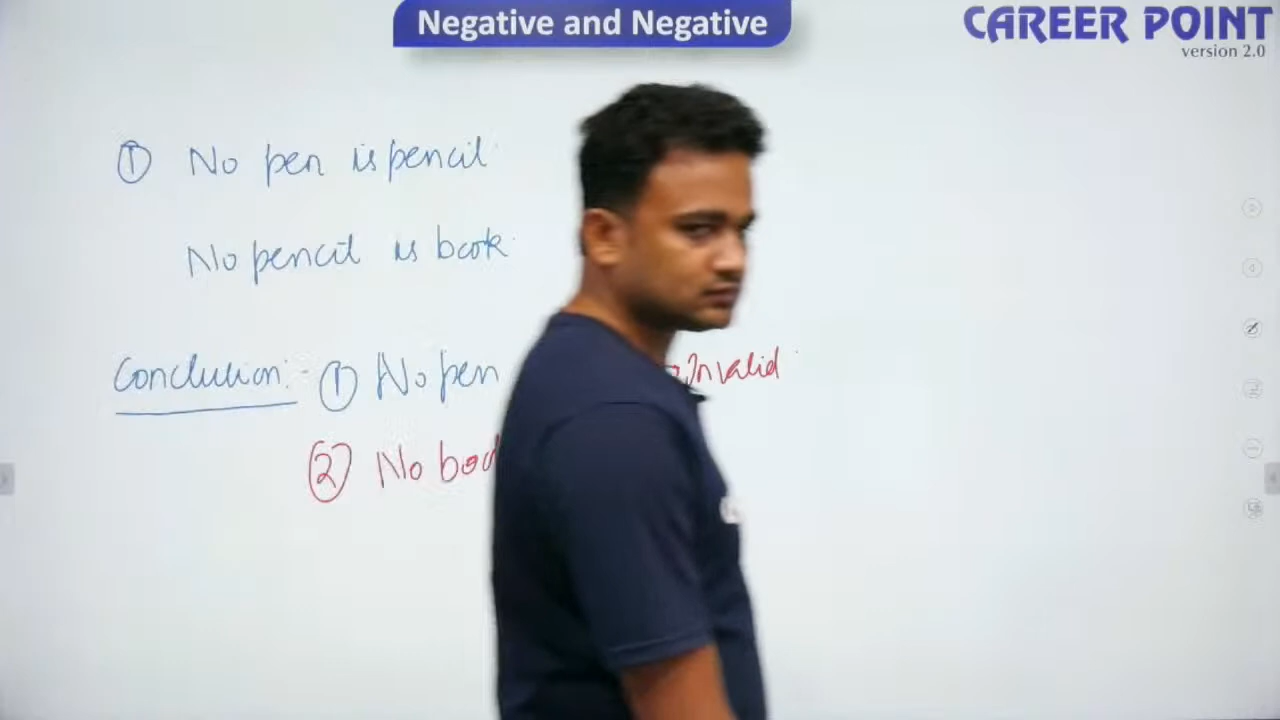 Negative and Negative
CAREER POINT
version 2.0
① No pen is pencil
No pencil is book
Conclusion:- ① No pen Invalid
② No boo